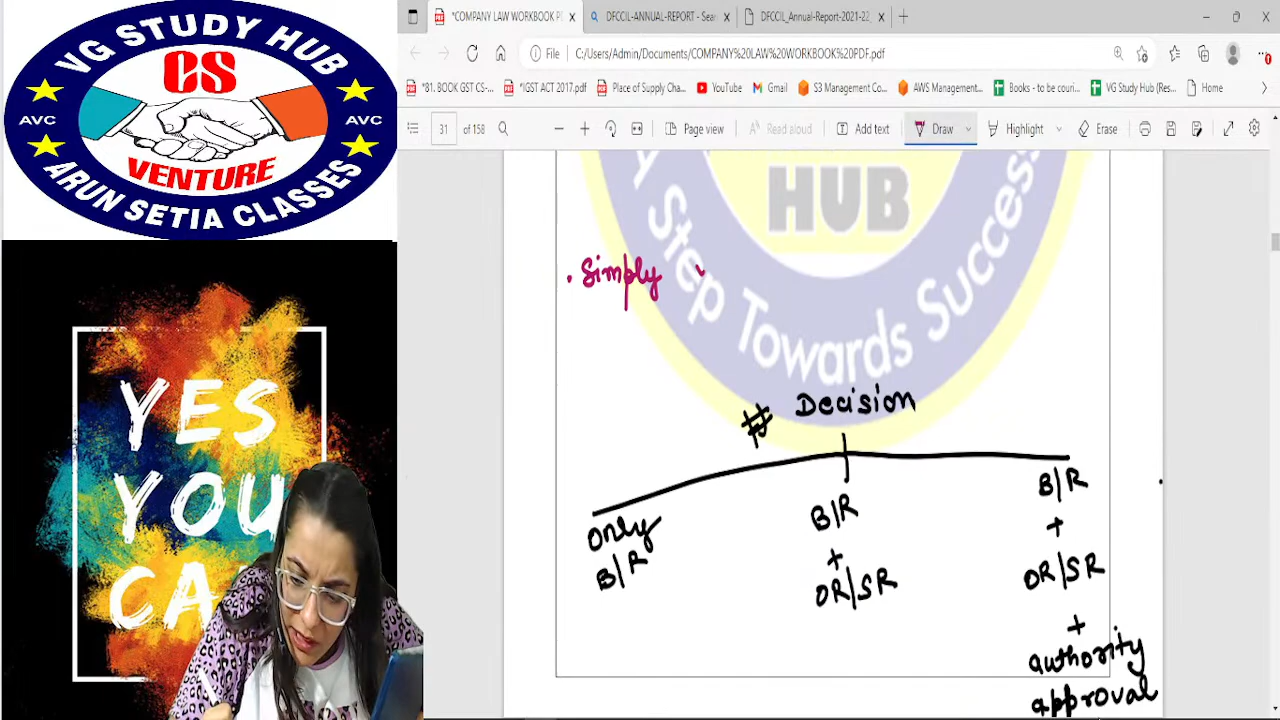 VG STUDY HUB
CS
AVC
AVC
VENTURE
ARUN SETIA CLASSES
YES
YOU
CA
*COMPANY LAW WORKBOOK P
DFCCIL-ANNUAL-REPORT - Sear
DFCCIL_Annual-Report-2021-22
File
C:/Users/Admin/Documents/COMPANY%20LAW%20WORKBOOK%20PDF.pdf
*81. BOOK GST
*IGST ACT 2017.pdf
Place
Supply Cha...
YouTube
Gmail
S3 Management Co...
AWS Management...
Books - to be couri...
VG Study Hub (Res...
Home
31
of 158
Page view
Read aloud
Add text
Draw
Highlight
Erase
HUB
A Step Towards Success
. Simply
# Decision
Only
B/R
B/R
+
OR/SR
B/R
+
OR/SR
+
authority
approval